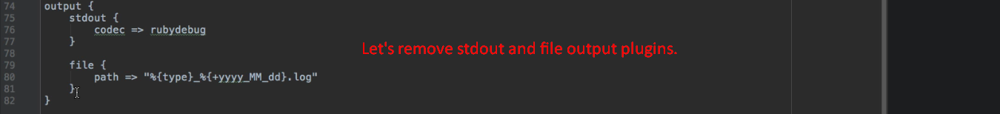 74 output {
75 stdout {
76 codec => rubydebug
77 }
78
79 file {
80 path => "%{type}_%{+yyyy_MM_dd}.log"
81 }
82 }
Let's remove stdout and file output plugins.